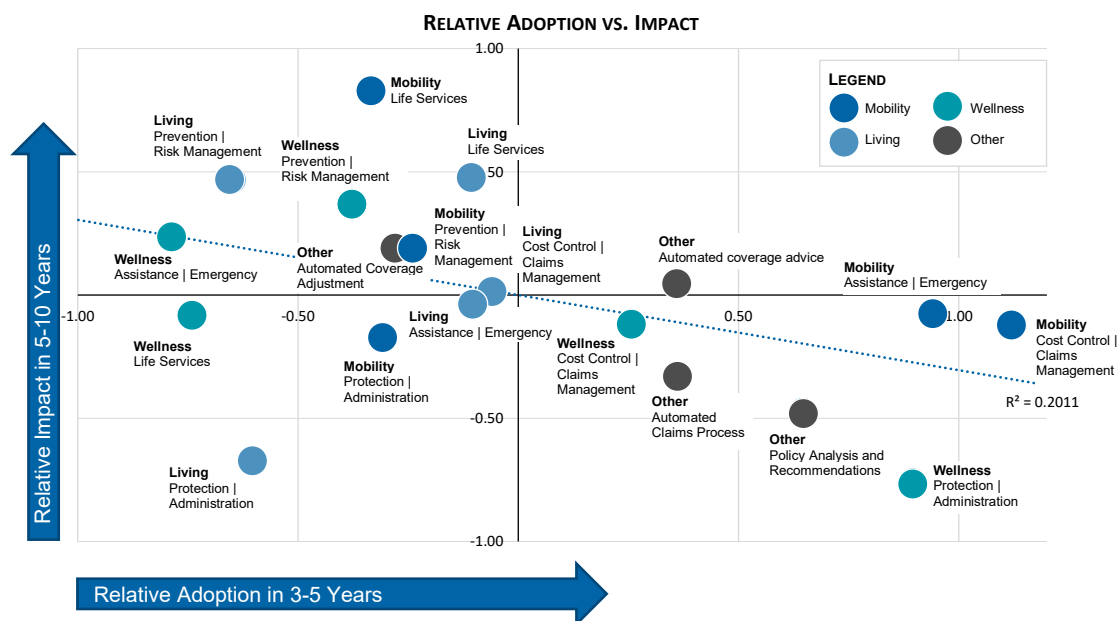 RELATIVE ADOPTION VS. IMPACT
1.00
Mobility
Life Services
LEGEND
Mobility
Wellness
Living
Other
Living
Prevention |
Risk Management
Wellness
Prevention |
Risk Management
Living
Life Services
50
Mobility
Prevention |
Risk
Management
Living
Cost Control |
Claims
Management
Other
Automated coverage advice
Mobility
Assistance | Emergency
Wellness
Assistance | Emergency
Other
Automated Coverage
Adjustment
-1.00
-0.50
0.50
1.00
Living
Assistance | Emergency
Mobility
Cost Control |
Claims
Management
Wellness
Life Services
Mobility
Protection |
Administration
Wellness
Cost Control |
Claims
Management
R² = 0.2011
Other
Automated
Claims Process
-0.50
Other
Policy Analysis and
Recommendations
Living
Protection |
Administration
Wellness
Protection |
Administration
-1.00
Relative Impact in 5-10 Years
Relative Adoption in 3-5 Years